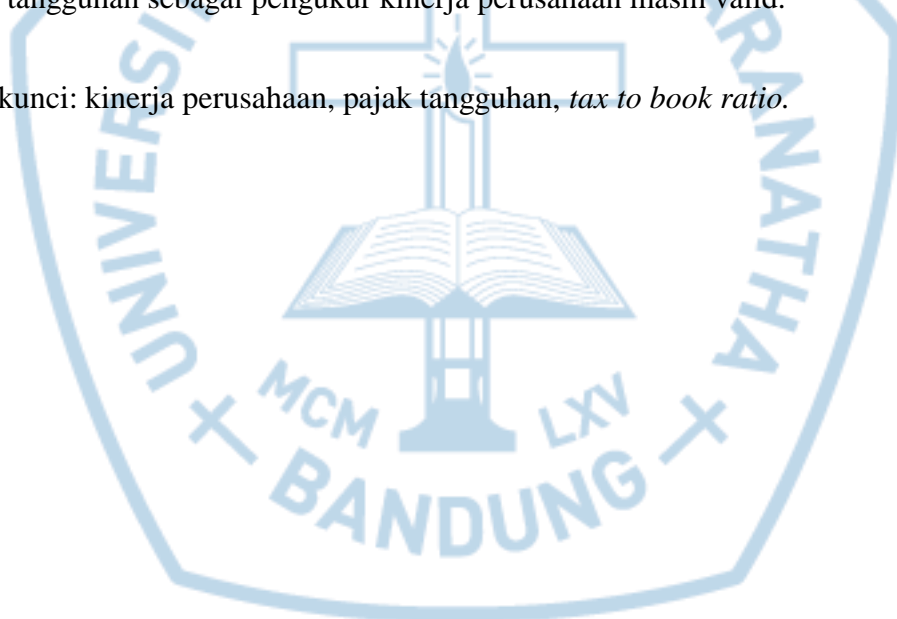 tangguhan sebagai pengukur kinerja perusahaan masih valid.
kunci: kinerja perusahaan, pajak tangguhan, tax to book ratio.
MCM LXV
BANDUNG